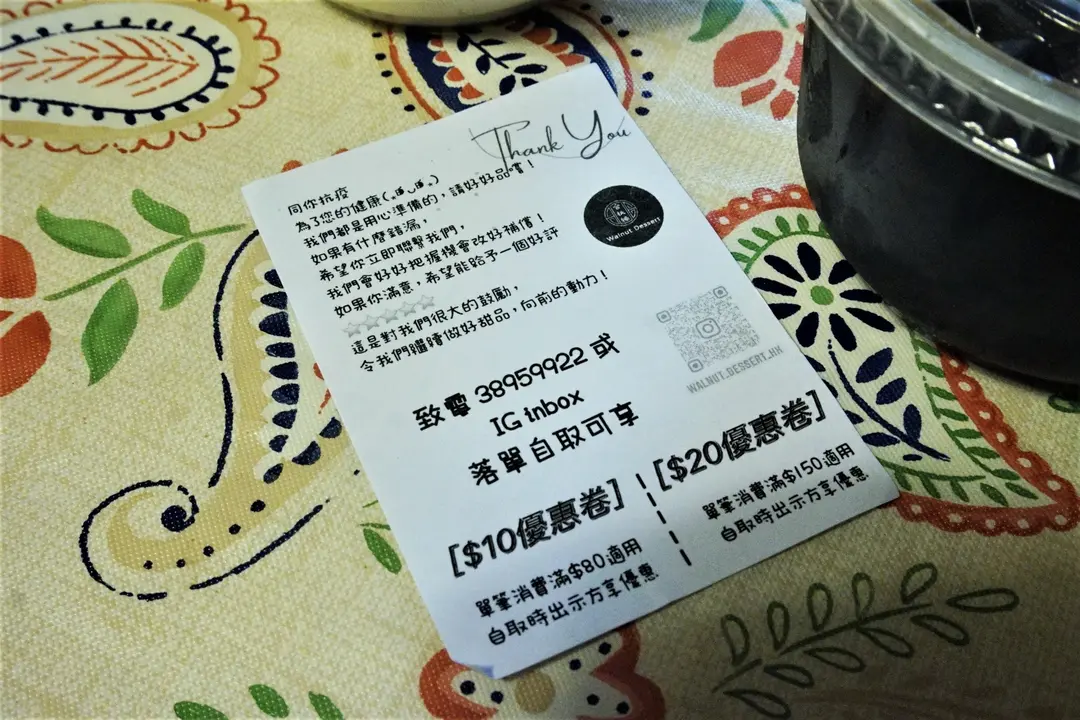 Thank You
同你抗疫
為了您的健康(｡◕‿◕｡)
我們都是用心準備的，請好好品嚐！
如果有什麼錯漏，
希望你立即聯繫我們，
我們會好好把握機會改好補償！
如果你滿意，希望能給予一個好評
☆☆☆☆☆
這是對我們很大的鼓勵，
令我們繼續做好甜品，向前的動力！
Walnut Dessert
WALNUT.DESSERT.HK
致電 38959922 或
IG inbox
落單自取可享
[$10優惠卷]
單筆消費滿$80適用
自取時出示方享優惠
[$20優惠卷]
單筆消費滿$150適用
自取時出示方享優惠